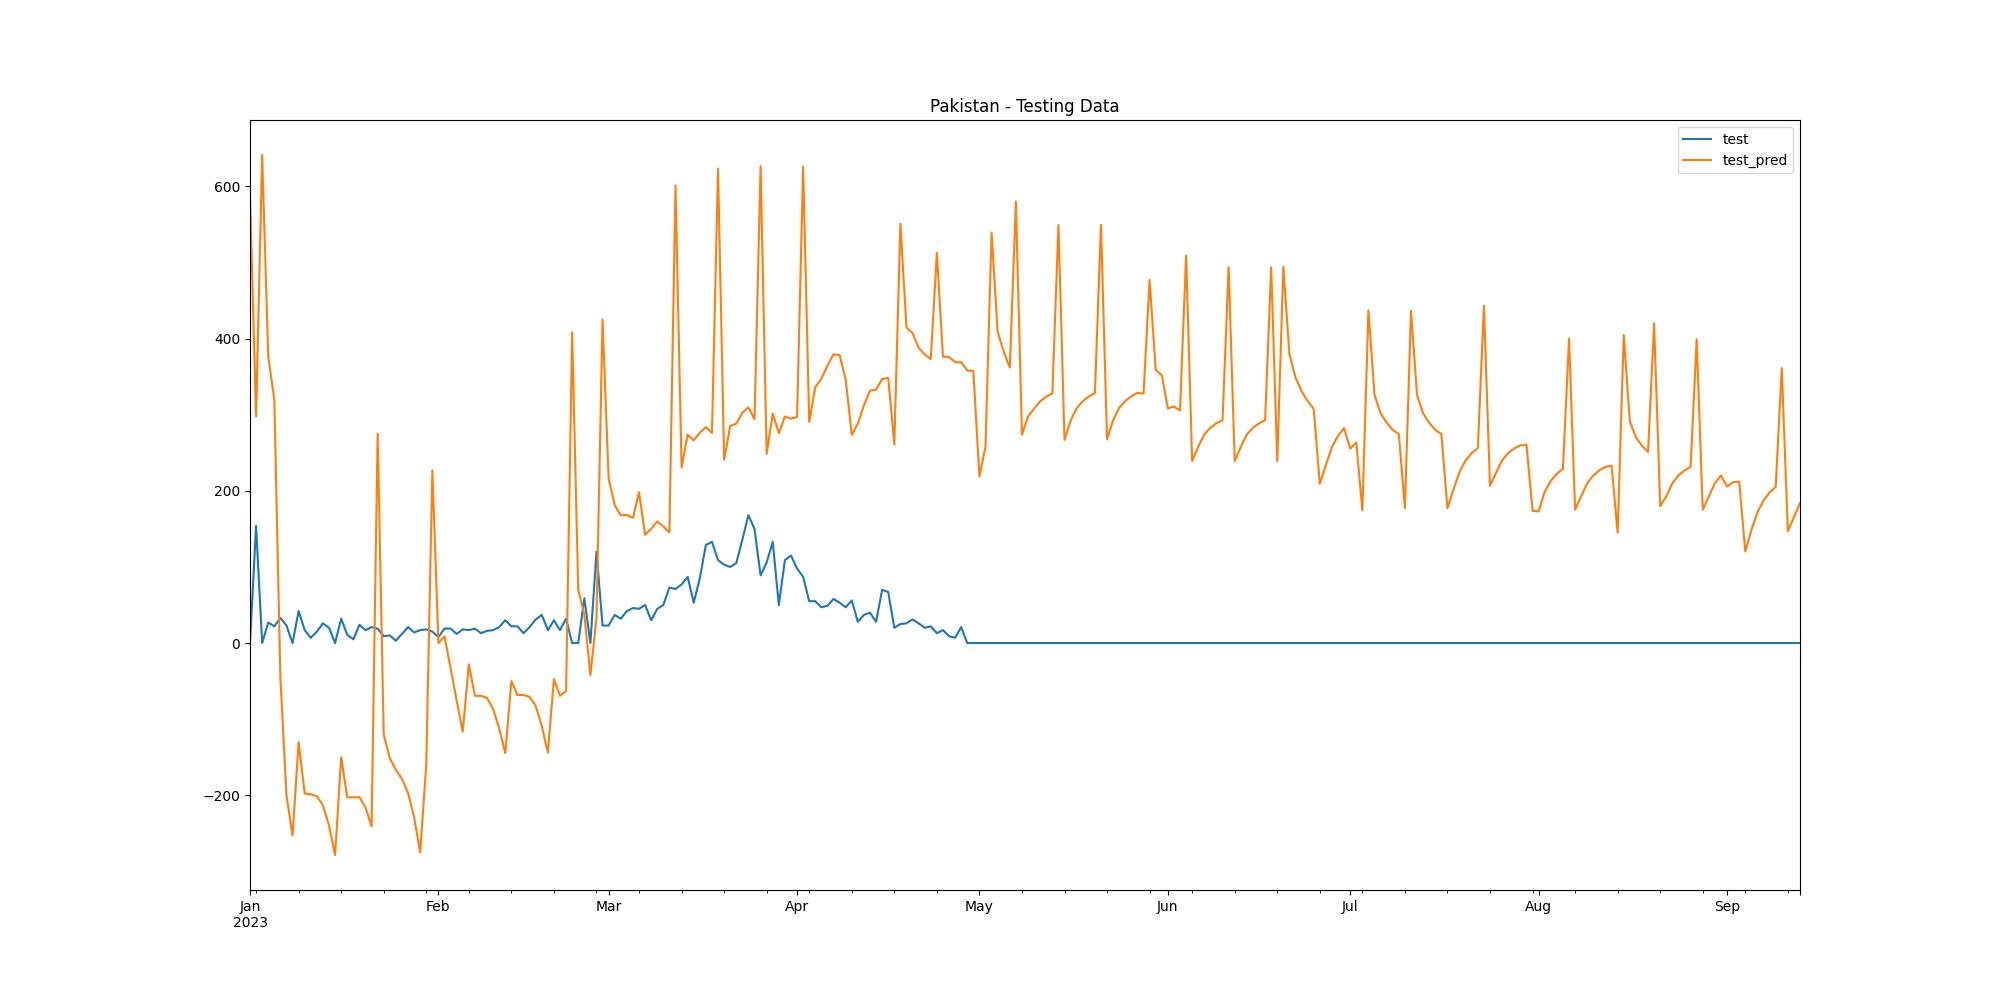 Pakistan - Testing Data
test
test_pred
600
400
200
0
−200
Jan Feb Mar Apr May Jun Jul Aug Sep
2023